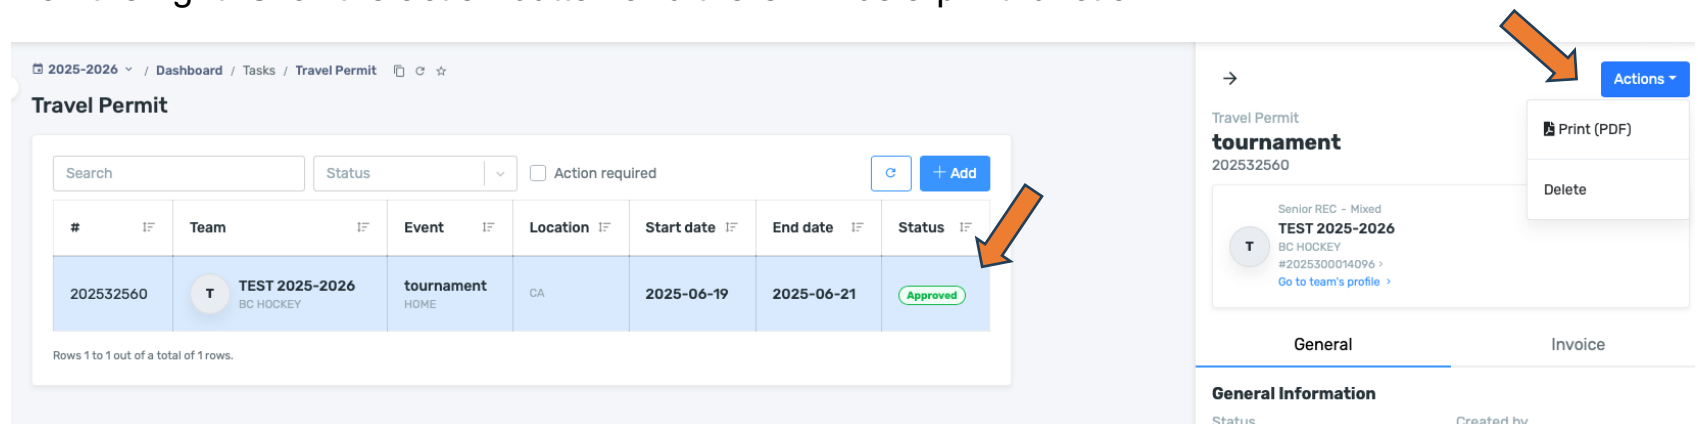 2025-2026 / Dashboard / Tasks / Travel Permit
Travel Permit
Search
Status
Action required
+ Add
# Team Event Location Start date End date Status
202532560
T
TEST 2025-2026
BC HOCKEY
tournament
HOME
CA
2025-06-19
2025-06-21
Approved
Rows 1 to 1 out of a total of 1 rows.
Actions
Print (PDF)
Delete
Travel Permit
tournament
202532560
T
Senior REC - Mixed
TEST 2025-2026
BC HOCKEY
#2025300014096 >
Go to team's profile >
General
Invoice
General Information
Status
Created by